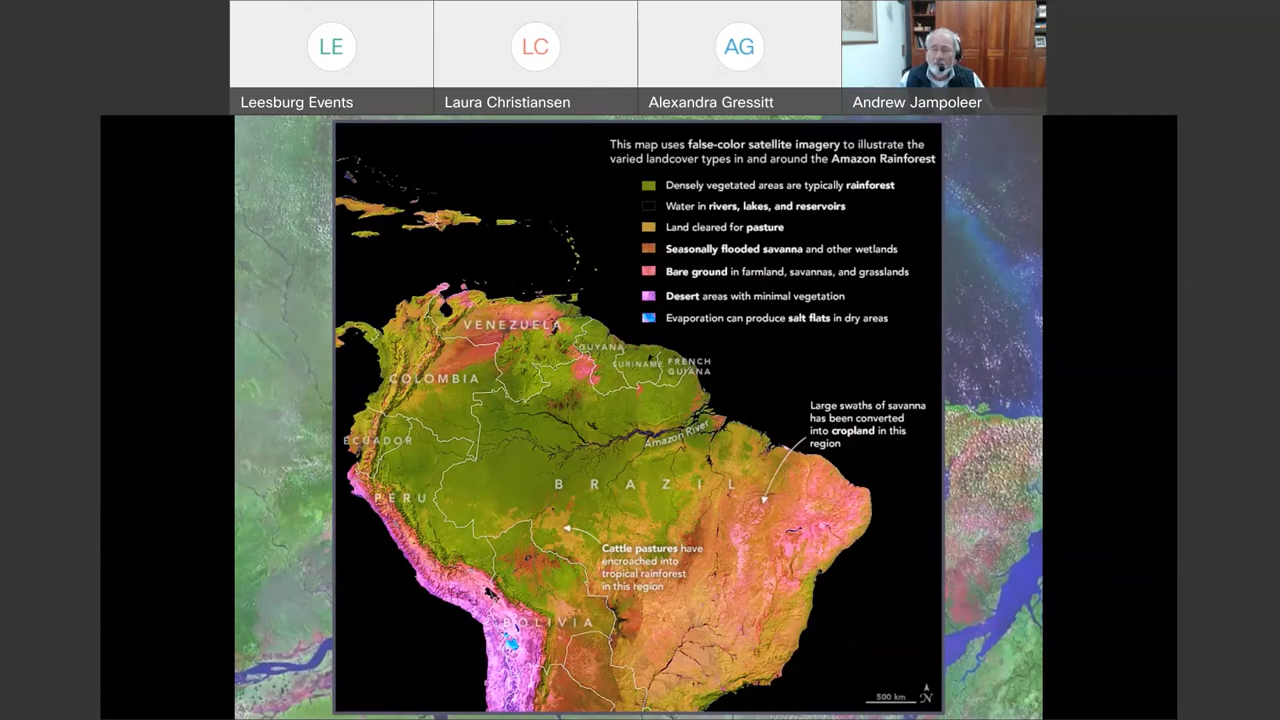 LE
LC
AG
Leesburg Events
Laura Christiansen
Alexandra Gressitt
Andrew Jampoleer
This map uses false-color satellite imagery to illustrate the
varied landcover types in and around the Amazon Rainforest
Densely vegetated areas are typically rainforest
Water in rivers, lakes, and reservoirs
Land cleared for pasture
Seasonally flooded savanna and other wetlands
Bare ground in farmland, savannas, and grasslands
Desert areas with minimal vegetation
Evaporation can produce salt flats in dry areas
VENEZUELA
GUYANA
SURINAME
FRENCH
GUIANA
COLOMBIA
Large swaths of savanna
has been converted
into cropland in this
region
Amazon River
ECUADOR
BRAZIL
PERU
Cattle pastures have
encroached into
tropical rainforest
in this region
BOLIVIA
500 km
N